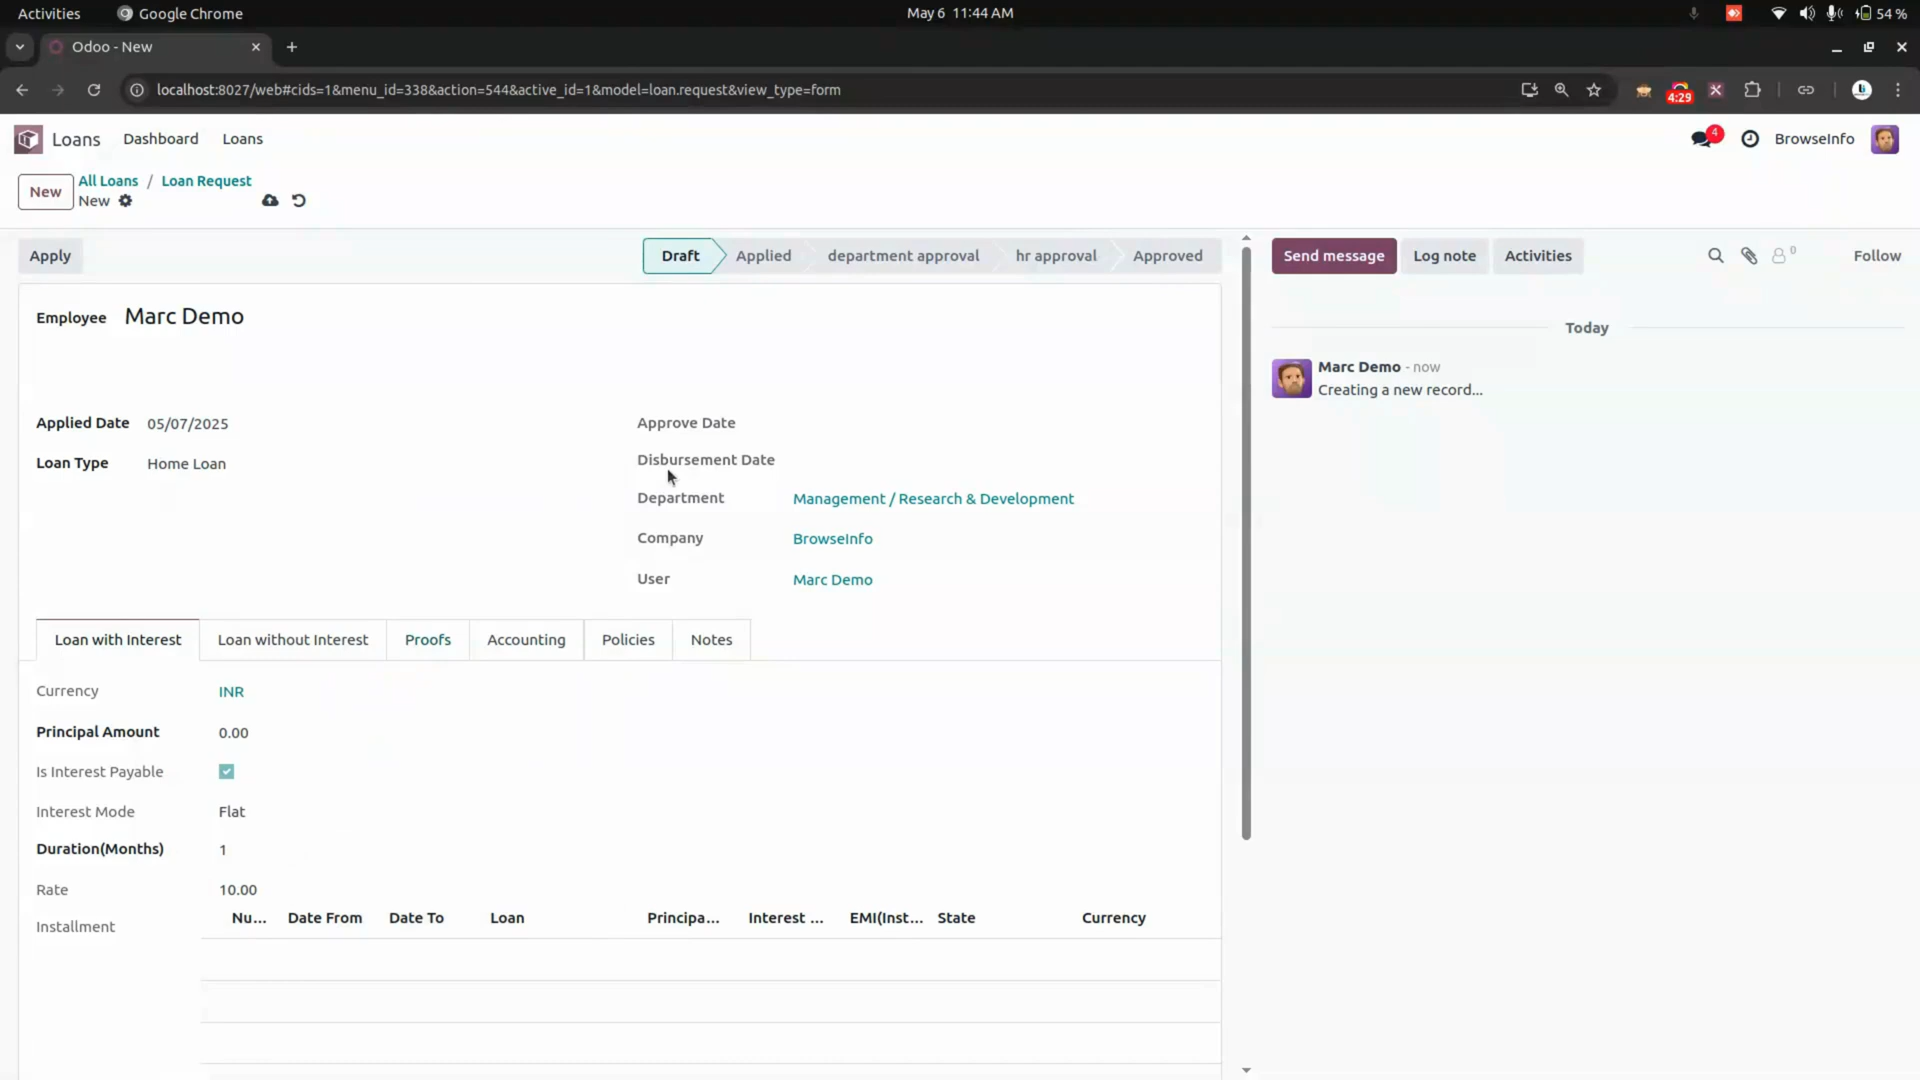 Activities Google Chrome May 6 11:44 AM 54 %
Odoo - New
localhost:8027/web#cids=1&menu_id=338&action=544&active_id=1&model=loan.request&view_type=form 4:29
Loans Dashboard Loans 4 BrowseInfo
New All Loans / Loan Request
New
Apply Draft Applied department approval hr approval Approved Send message Log note Activities 0 Follow
Employee Marc Demo
Today
Marc Demo - now
Creating a new record...
Applied Date 05/07/2025 Approve Date
Loan Type Home Loan Disbursement Date
Department Management / Research & Development
Company BrowseInfo
User Marc Demo
Loan with Interest Loan without Interest Proofs Accounting Policies Notes
Currency INR
Principal Amount 0.00
Is Interest Payable
Interest Mode Flat
Duration(Months) 1
Rate 10.00
Installment Nu... Date From Date To Loan Principa... Interest ... EMI(Inst... State Currency